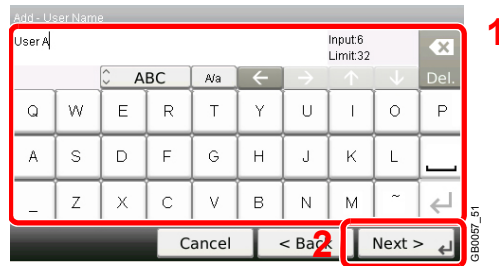 Add - User Name
1
User A
Input:6
Limit:32
ABC
A/a
Del.
Q W E R T Y U I O P
A S D F G H J K L
_ Z X C V B N M ~
2
Cancel
< Back
Next >
GB0057_51